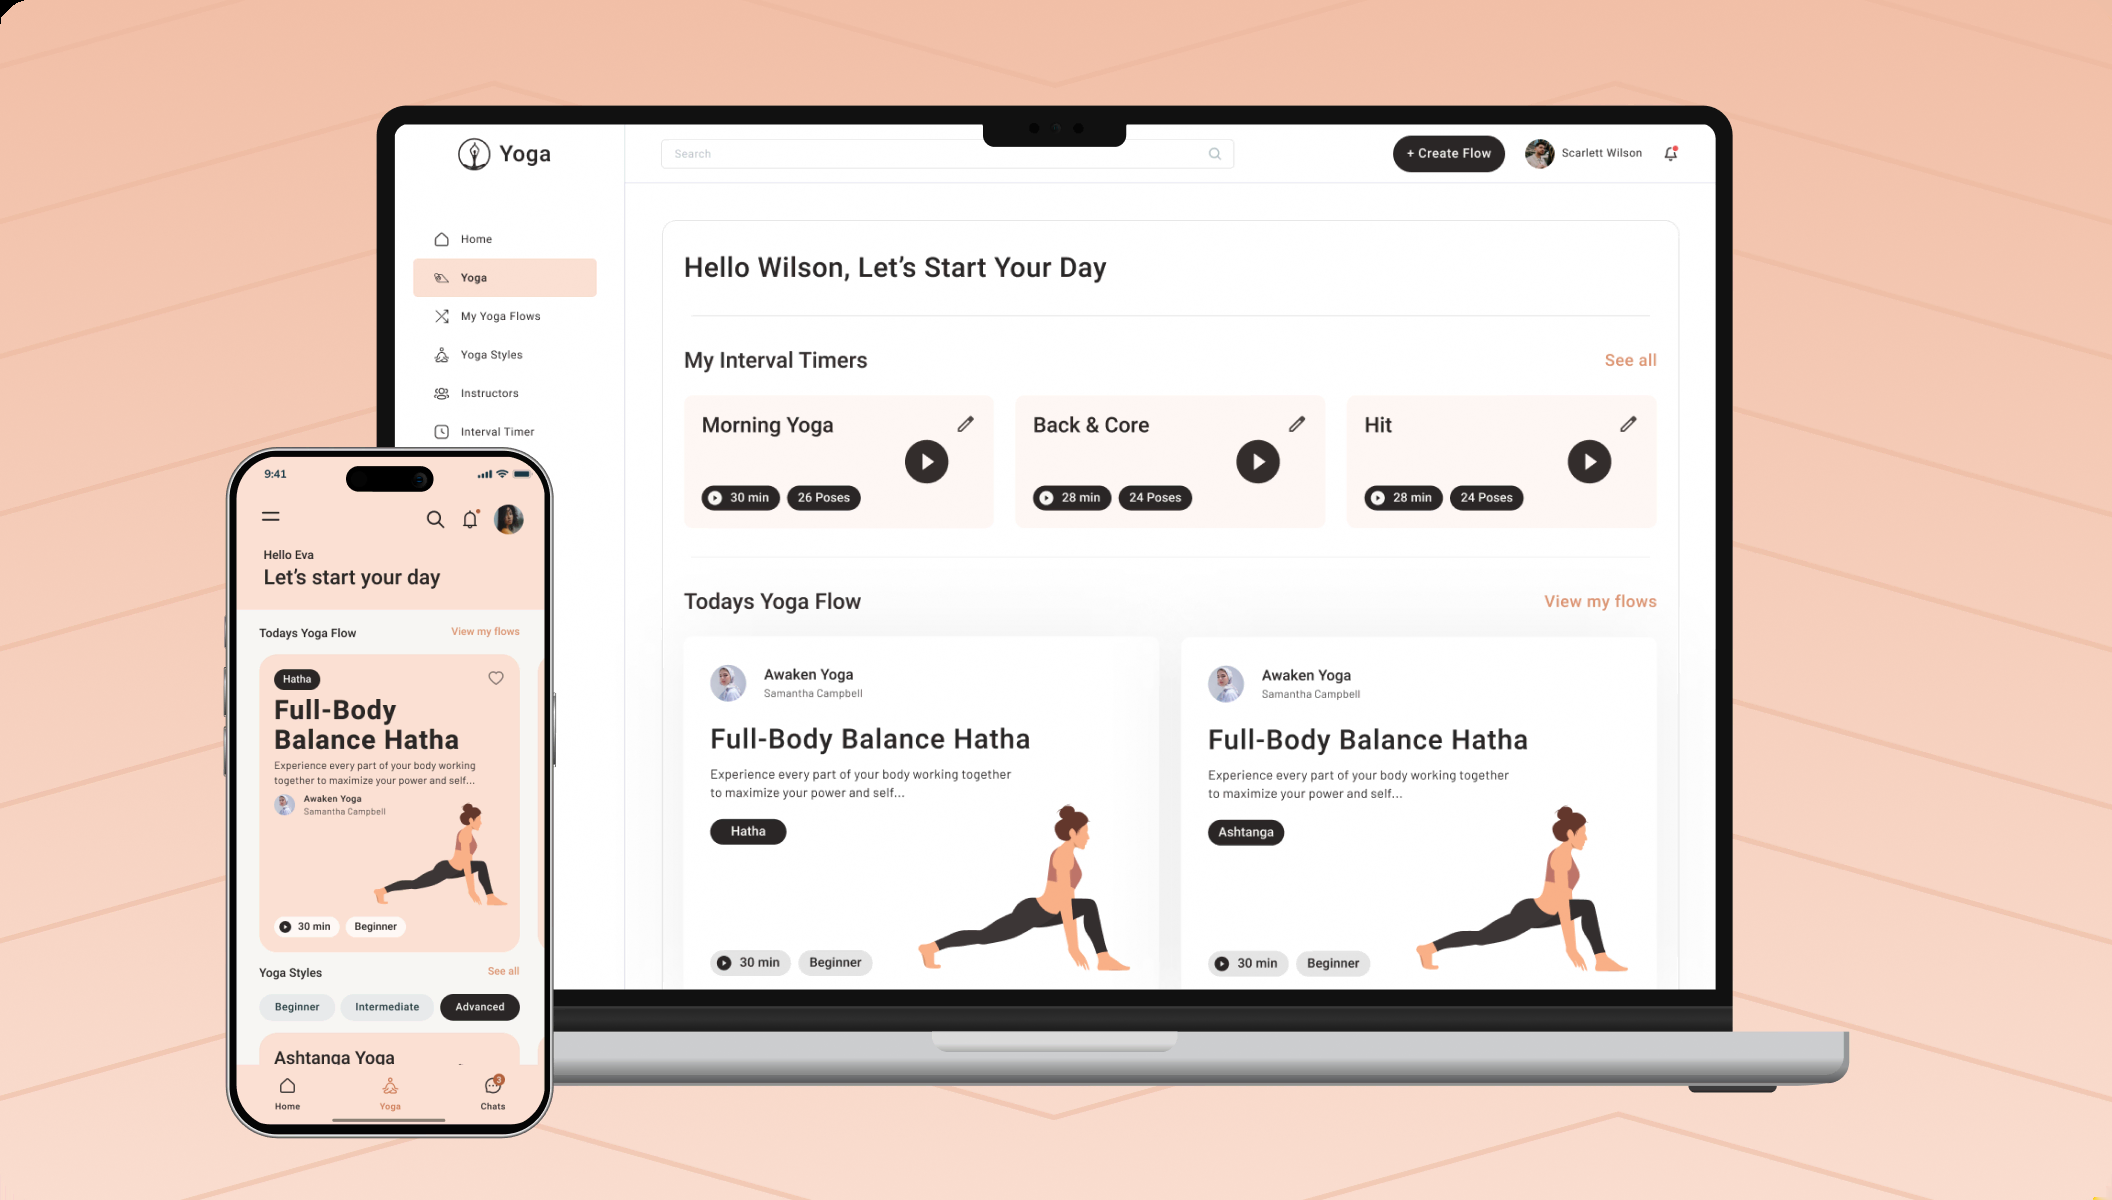 Yoga
Search
+ Create Flow
Scarlett Wilson
Home
Yoga
My Yoga Flows
Yoga Styles
Instructors
Interval Timer
Hello Wilson, Let’s Start Your Day
My Interval Timers
See all
Morning Yoga
30 min
26 Poses
Back & Core
28 min
24 Poses
Hit
28 min
24 Poses
Todays Yoga Flow
View my flows
Awaken Yoga
Samantha Campbell
Full-Body Balance Hatha
Experience every part of your body working together
to maximize your power and self...
Hatha
30 min
Beginner
Awaken Yoga
Samantha Campbell
Full-Body Balance Hatha
Experience every part of your body working together
to maximize your power and self...
Ashtanga
30 min
Beginner
9:41
Hello Eva
Let’s start your day
Todays Yoga Flow
View my flows
Hatha
Full-Body
Balance Hatha
Experience every part of your body working
together to maximize your power and self...
Awaken Yoga
Samantha Campbell
30 min
Beginner
Yoga Styles
See all
Beginner
Intermediate
Advanced
Ashtanga Yoga
3
Home
Yoga
Chats